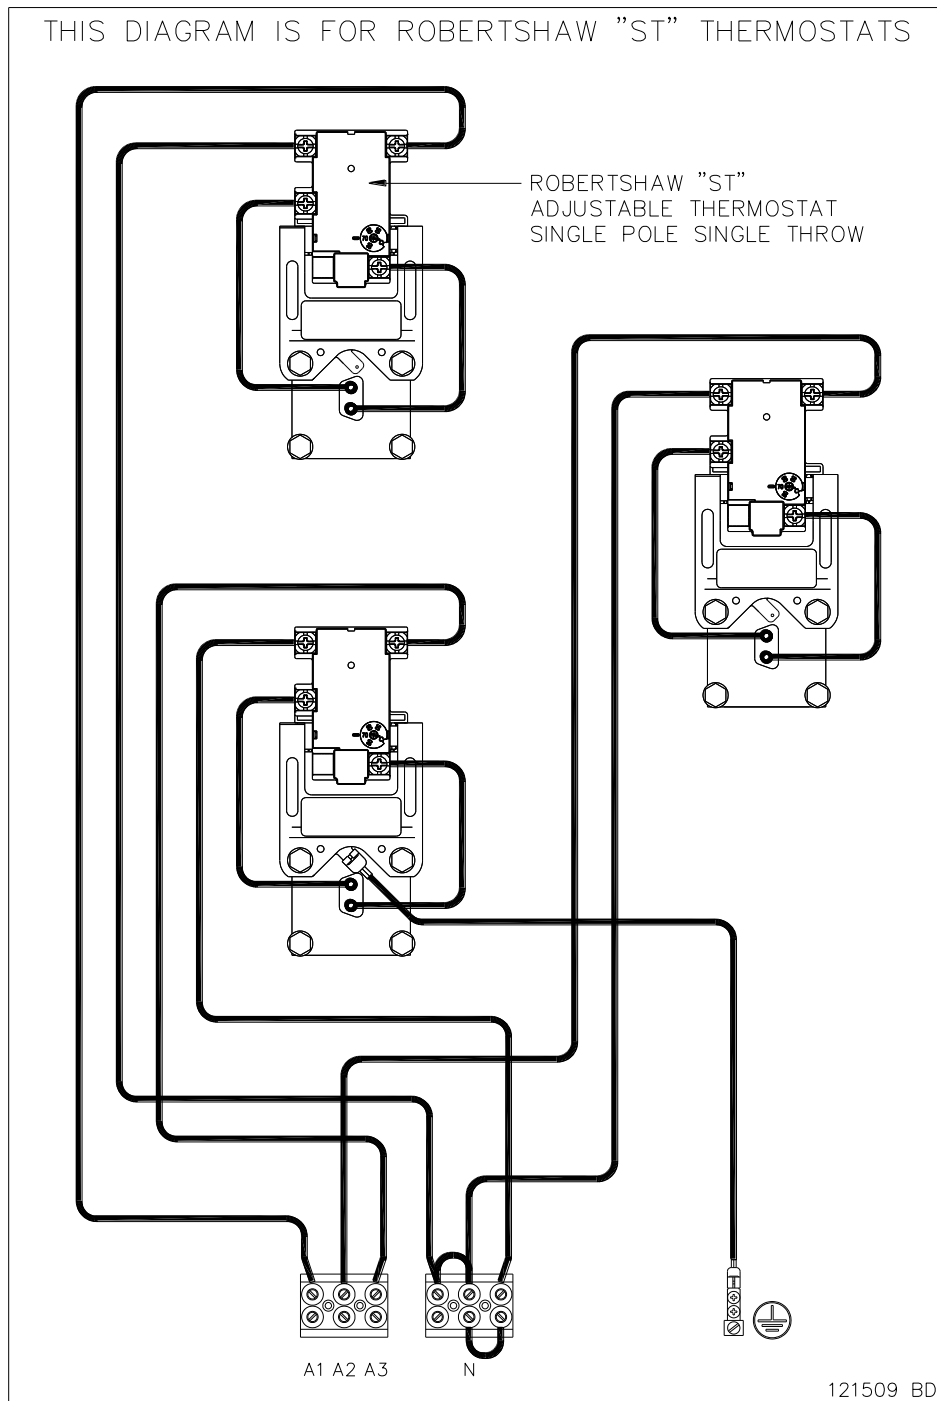 THIS DIAGRAM IS FOR ROBERTSHAW "ST" THERMOSTATS
ROBERTSHAW "ST"
ADJUSTABLE THERMOSTAT
SINGLE POLE SINGLE THROW
A1 A2 A3
N
121509 BD